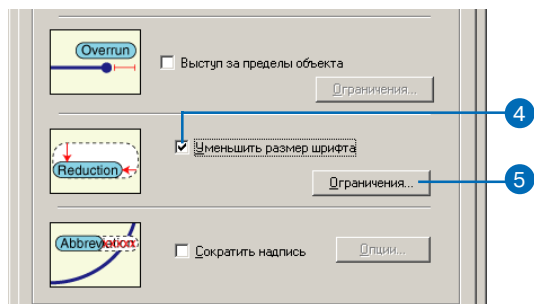 Overrun
Выступ за пределы объекта
Ограничения...
4
Reduction
Уменьшить размер шрифта
Ограничения...
5
Abbreviation
Сократить надпись
Опции...